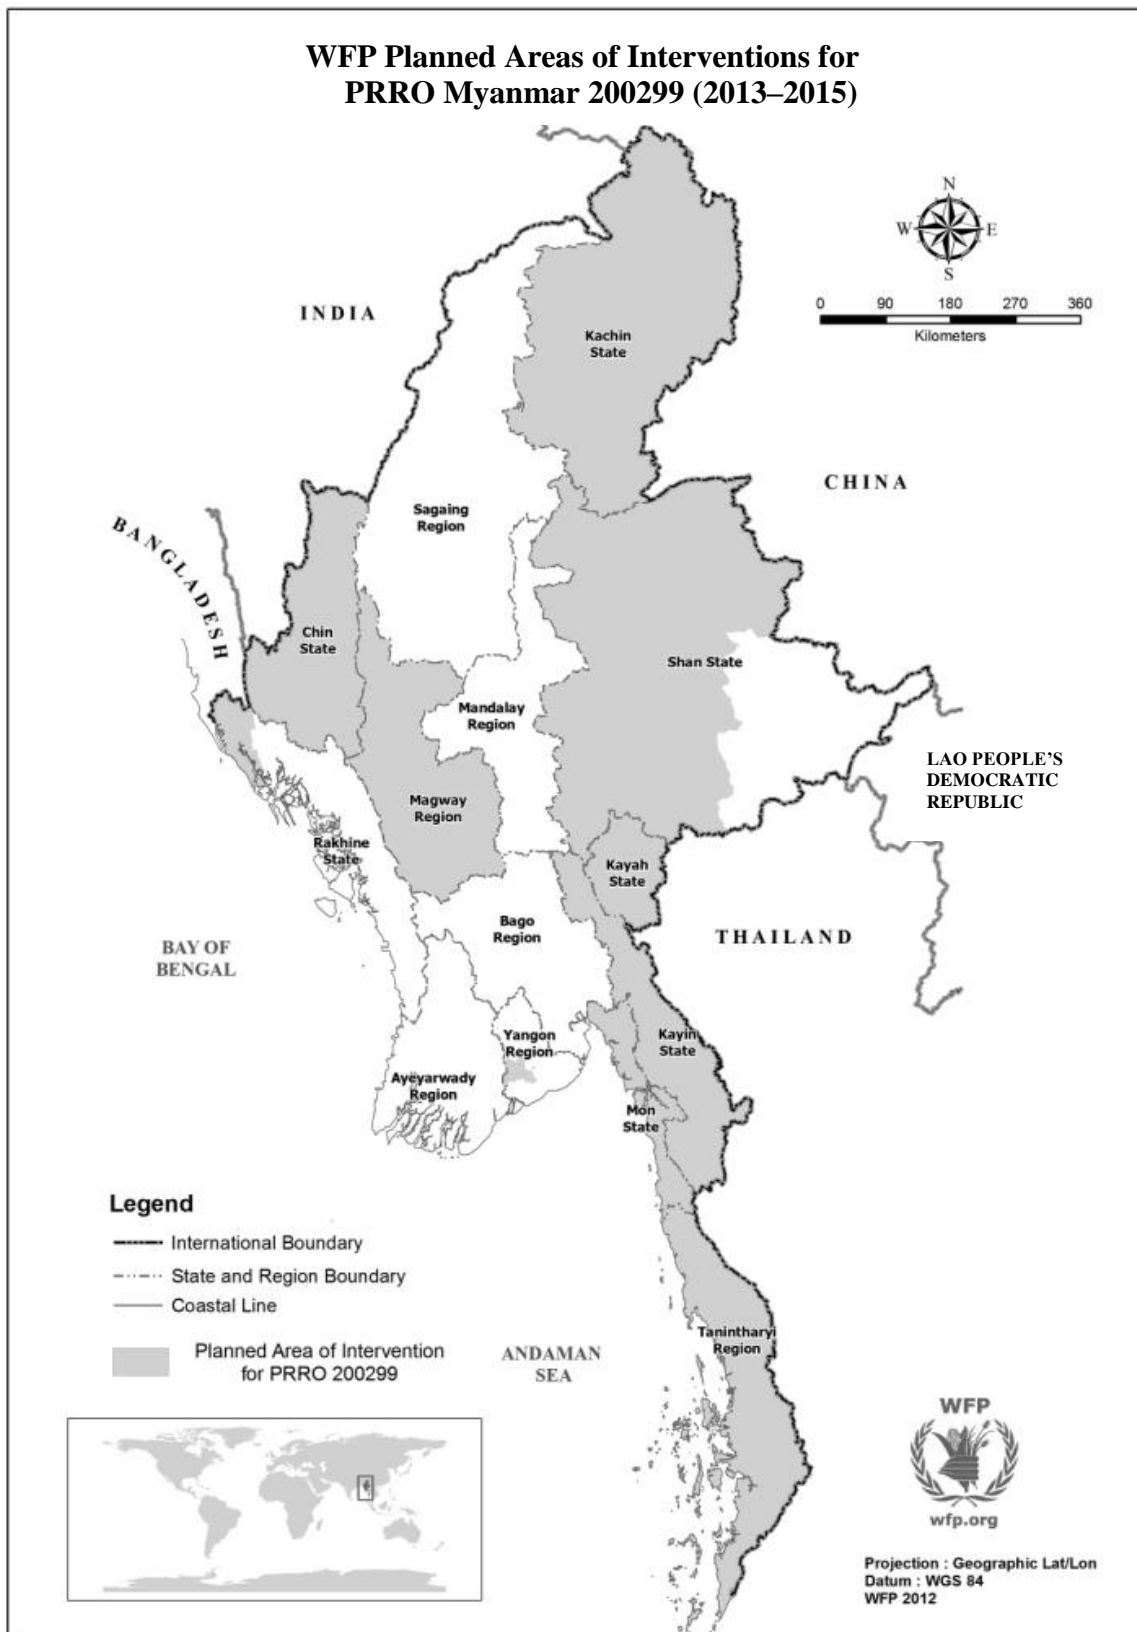 WFP Planned Areas of Interventions for
PRRO Myanmar 200299 (2013–2015)
N
W
E
S
0 90 180 270 360
Kilometers
INDIA
Kachin
State
CHINA
Sagaing
Region
BANGLADESH
Chin
State
Shan State
Mandalay
Region
LAO PEOPLE'S
DEMOCRATIC
REPUBLIC
Magway
Region
Rakhine
State
Kayah
State
Bago
Region
THAILAND
BAY OF
BENGAL
Yangon
Region
Kayin
State
Ayeyarwady
Region
Mon
State
Legend
International Boundary
State and Region Boundary
Coastal Line
Planned Area of Intervention
for PRRO 200299
Tanintharyi
Region
ANDAMAN
SEA
WFP
wfp.org
Projection : Geographic Lat/Lon
Datum : WGS 84
WFP 2012